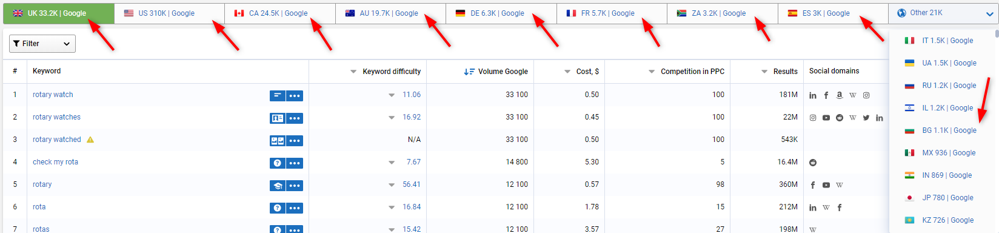 UK 33.2K | Google US 310K | Google CA 24.5K | Google AU 19.7K | Google DE 6.3K | Google FR 5.7K | Google ZA 3.2K | Google ES 3K | Google Other 21K
Filter
# Keyword Keyword difficulty Volume Google Cost, $ Competition in PPC Results Social domains
1 rotary watch 11.06 33 100 0.50 100 181M
2 rotary watches 16.92 33 100 0.45 100 22M
3 rotary watched N/A 33 100 0.50 100 543K
4 check my rota 7.67 14 800 5.30 5 16.4M
5 rotary 56.41 12 100 0.57 98 360M
6 rota 16.84 12 100 1.78 15 212M
7 rotas 15.42 12 100 3.57 27 198M
IT 1.5K | Google
UA 1.5K | Google
RU 1.2K | Google
IL 1.2K | Google
BG 1.1K | Google
MX 936 | Google
IN 869 | Google
JP 780 | Google
KZ 726 | Google